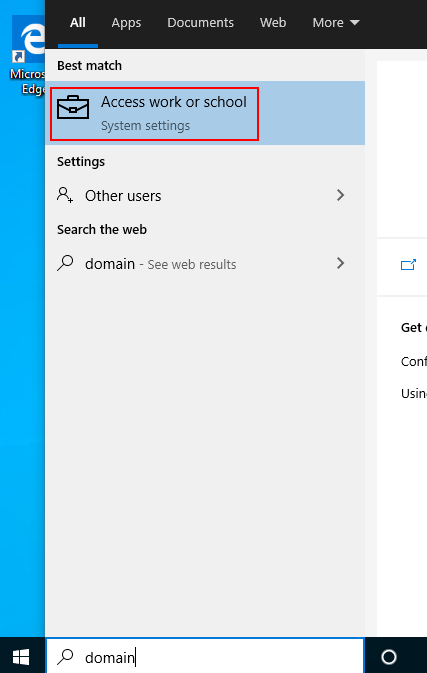 All Apps Documents Web More
Micros
Edge
Best match
Access work or school
System settings
Settings
Other users
Search the web
domain - See web results
Get
Conf
Usin
domain